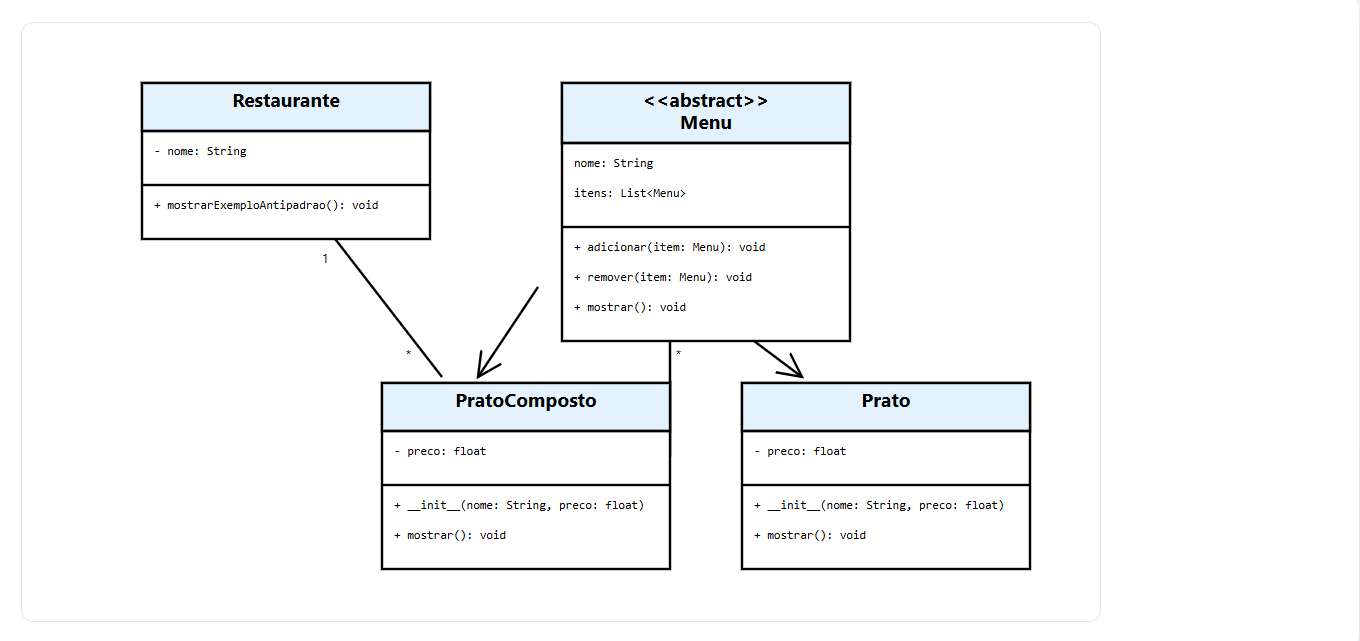 Restaurante
- nome: String
+ mostrarExemploAntipadrao(): void
<<abstract>>
Menu
nome: String
itens: List<Menu>
+ adicionar(item: Menu): void
+ remover(item: Menu): void
+ mostrar(): void
1
*
*
PratoComposto
- preco: float
+ __init__(nome: String, preco: float)
+ mostrar(): void
Prato
- preco: float
+ __init__(nome: String, preco: float)
+ mostrar(): void